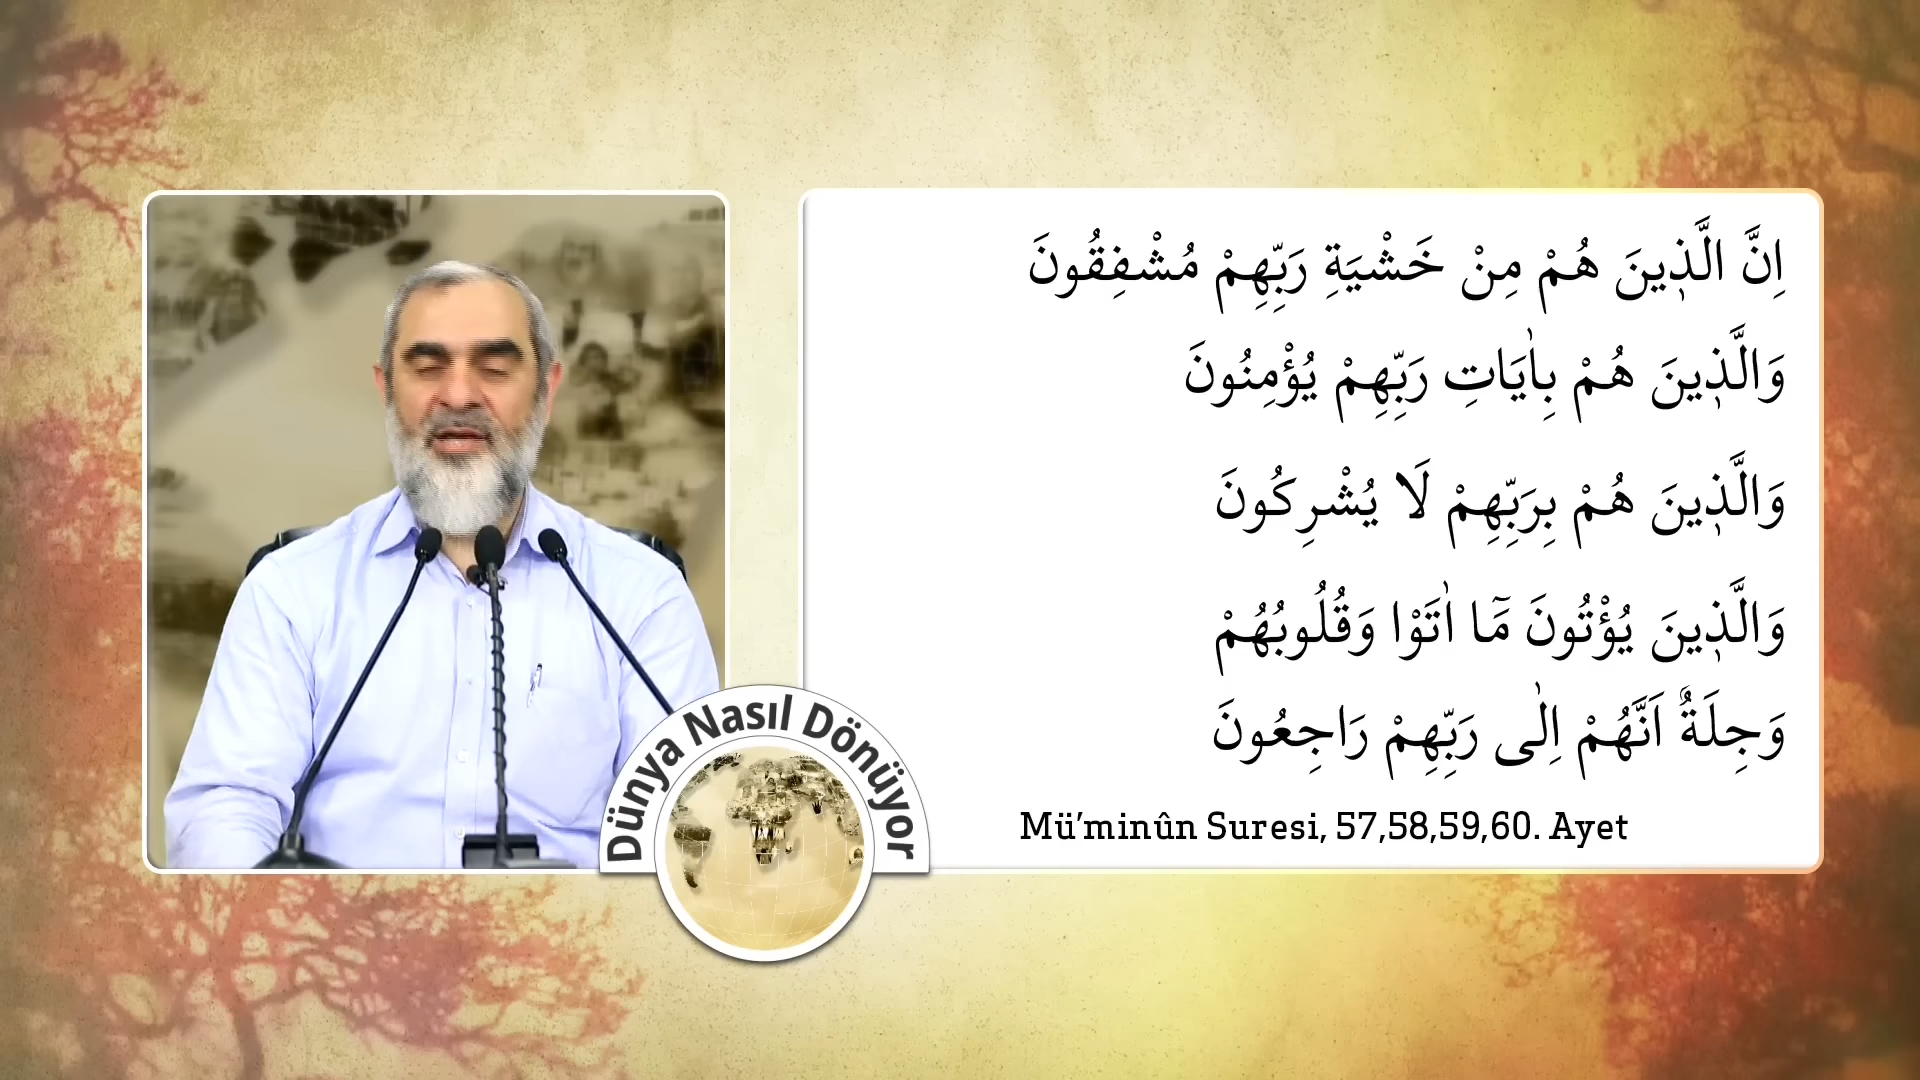 اِنَّ الَّذ۪ينَ هُمْ مِنْ خَشْيَةِ رَبِّهِمْ مُشْفِقُونَ
وَالَّذ۪ينَ هُمْ بِاٰيَاتِ رَبِّهِمْ يُؤْمِنُونَ
وَالَّذ۪ينَ هُمْ بِرَبِّهِمْ لَا يُشْرِكُونَ
وَالَّذ۪ينَ يُؤْتُونَ مَٓا اٰتَوْا وَقُلُوبُهُمْ
وَجِلَةٌ اَنَّهُمْ اِلٰى رَبِّهِمْ رَاجِعُونَ
Mü’minûn Suresi, 57,58,59,60. Ayet
Dünya Nasıl Dönüyor